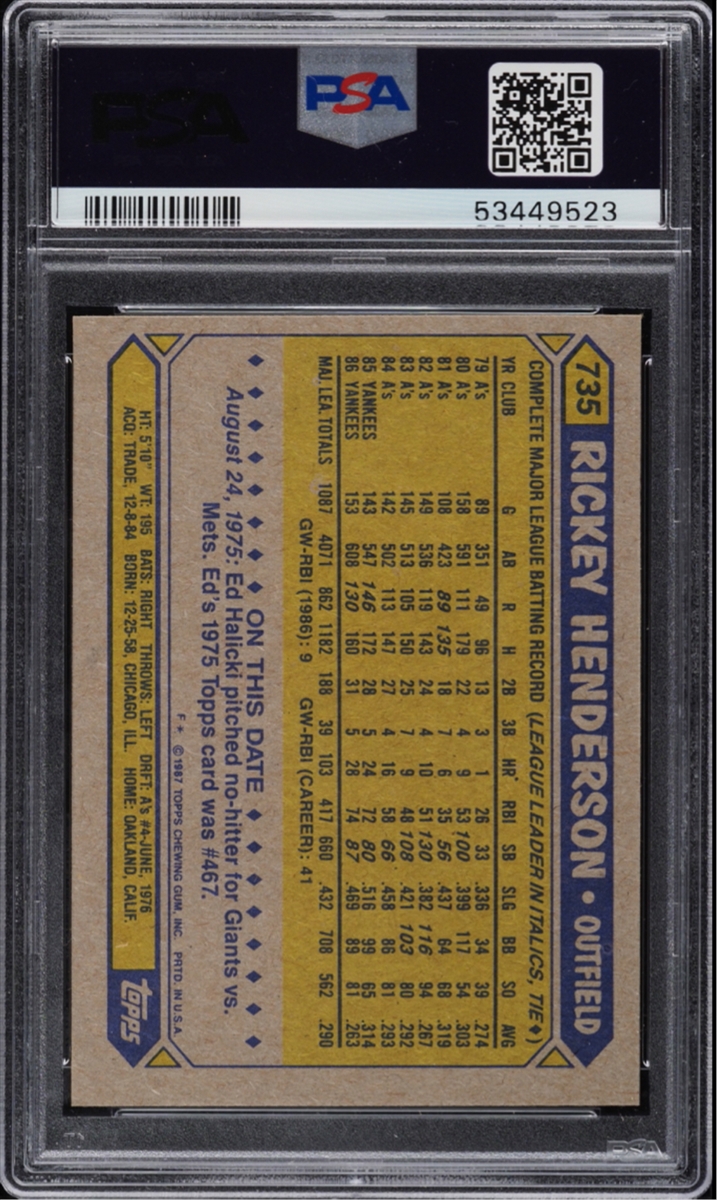 PSA
PSA
53449523
735 RICKEY HENDERSON • OUTFIELD
COMPLETE MAJOR LEAGUE BATTING RECORD (LEAGUE LEADER IN ITALICS, TIE♦)
YR CLUB G AB R H 2B 3B HR RBI SB SLG BB SO AVG
79 A's 89 351 49 96 13 3 1 26 33 .336 34 39 .274
80 A's 158 591 111 179 22 4 9 53 100 .399 117 54 .303
81 A's 108 423 89 135 18 7 6 35 56 .437 64 68 .319
82 A's 149 536 119 143 24 4 10 51 130 .382 116 94 .267
83 A's 145 513 105 150 25 7 9 48 108 .421 103 80 .292
84 A's 142 502 113 147 27 4 16 58 66 .458 86 81 .293
85 YANKEES 143 547 146 172 28 5 24 72 80 .516 99 65 .314
86 YANKEES 153 608 130 160 31 5 28 74 87 .469 89 81 .263
MAJ. LEA. TOTALS 1087 4071 862 1182 188 39 103 417 660 .432 708 562 .290
GW-RBI (1986): 9 GW-RBI (CAREER): 41
♦ ♦ ♦ ♦ ♦ ♦ ♦ ♦ ON THIS DATE ♦ ♦ ♦ ♦ ♦ ♦ ♦ ♦
August 24, 1975: Ed Halicki pitched no-hitter for Giants vs.
Mets. Ed's 1975 Topps card was #467.
F* ©1987 TOPPS CHEWING GUM, INC. PRTD. IN U.S.A.
HT: 5'10" WT: 195 BATS: RIGHT THROWS: LEFT DRFT: A's #4-JUNE, 1976
ACQ: TRADE, 12-8-84 BORN: 12-25-58, CHICAGO, ILL. HOME: OAKLAND, CALIF.
topps
PSA